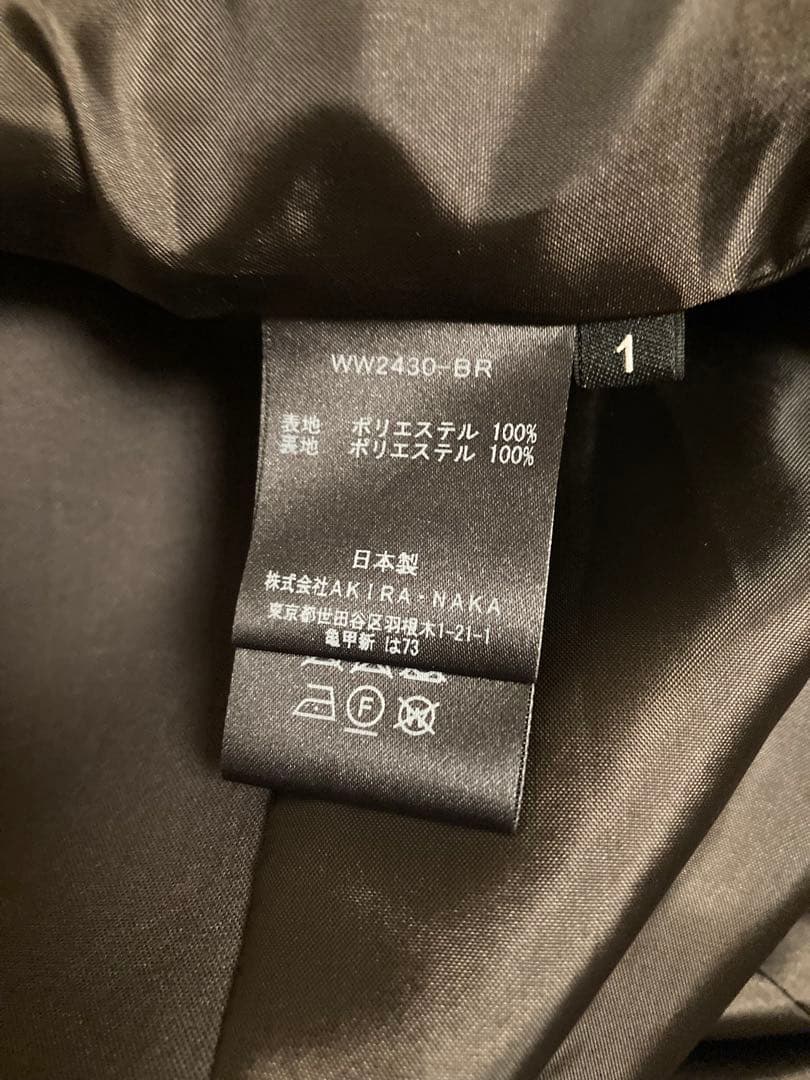 WW2430-BR
1
表地 ポリエステル 100%
裏地 ポリエステル 100%
日本製
株式会社AKIRA・NAKA
東京都世田谷区羽根木1-21-1
亀甲新 は73
F
W